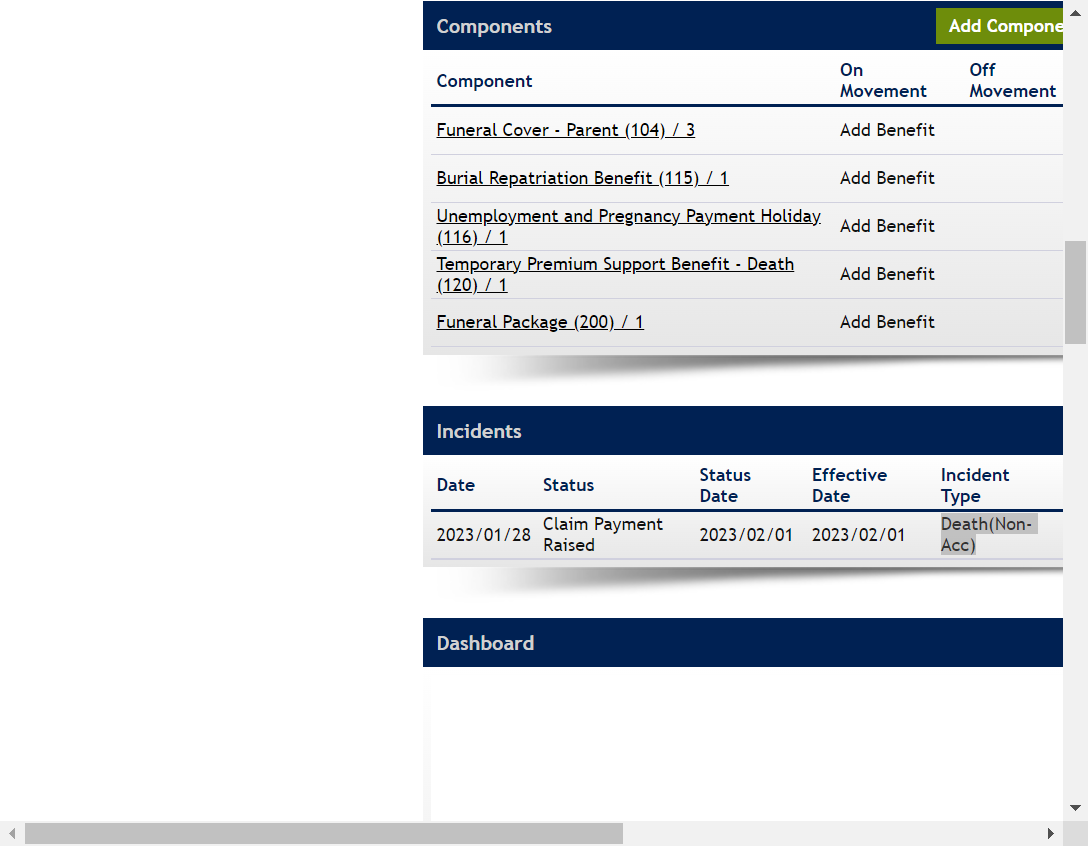 Components
Add Compone
Component
On
Movement
Off
Movement
Funeral Cover - Parent (104) / 3
Add Benefit
Burial Repatriation Benefit (115) / 1
Add Benefit
Unemployment and Pregnancy Payment Holiday
(116) / 1
Add Benefit
Temporary Premium Support Benefit - Death
(120) / 1
Add Benefit
Funeral Package (200) / 1
Add Benefit
Incidents
Date
Status
Status
Date
Effective
Date
Incident
Type
2023/01/28
Claim Payment
Raised
2023/02/01
2023/02/01
Death(Non-
Acc)
Dashboard